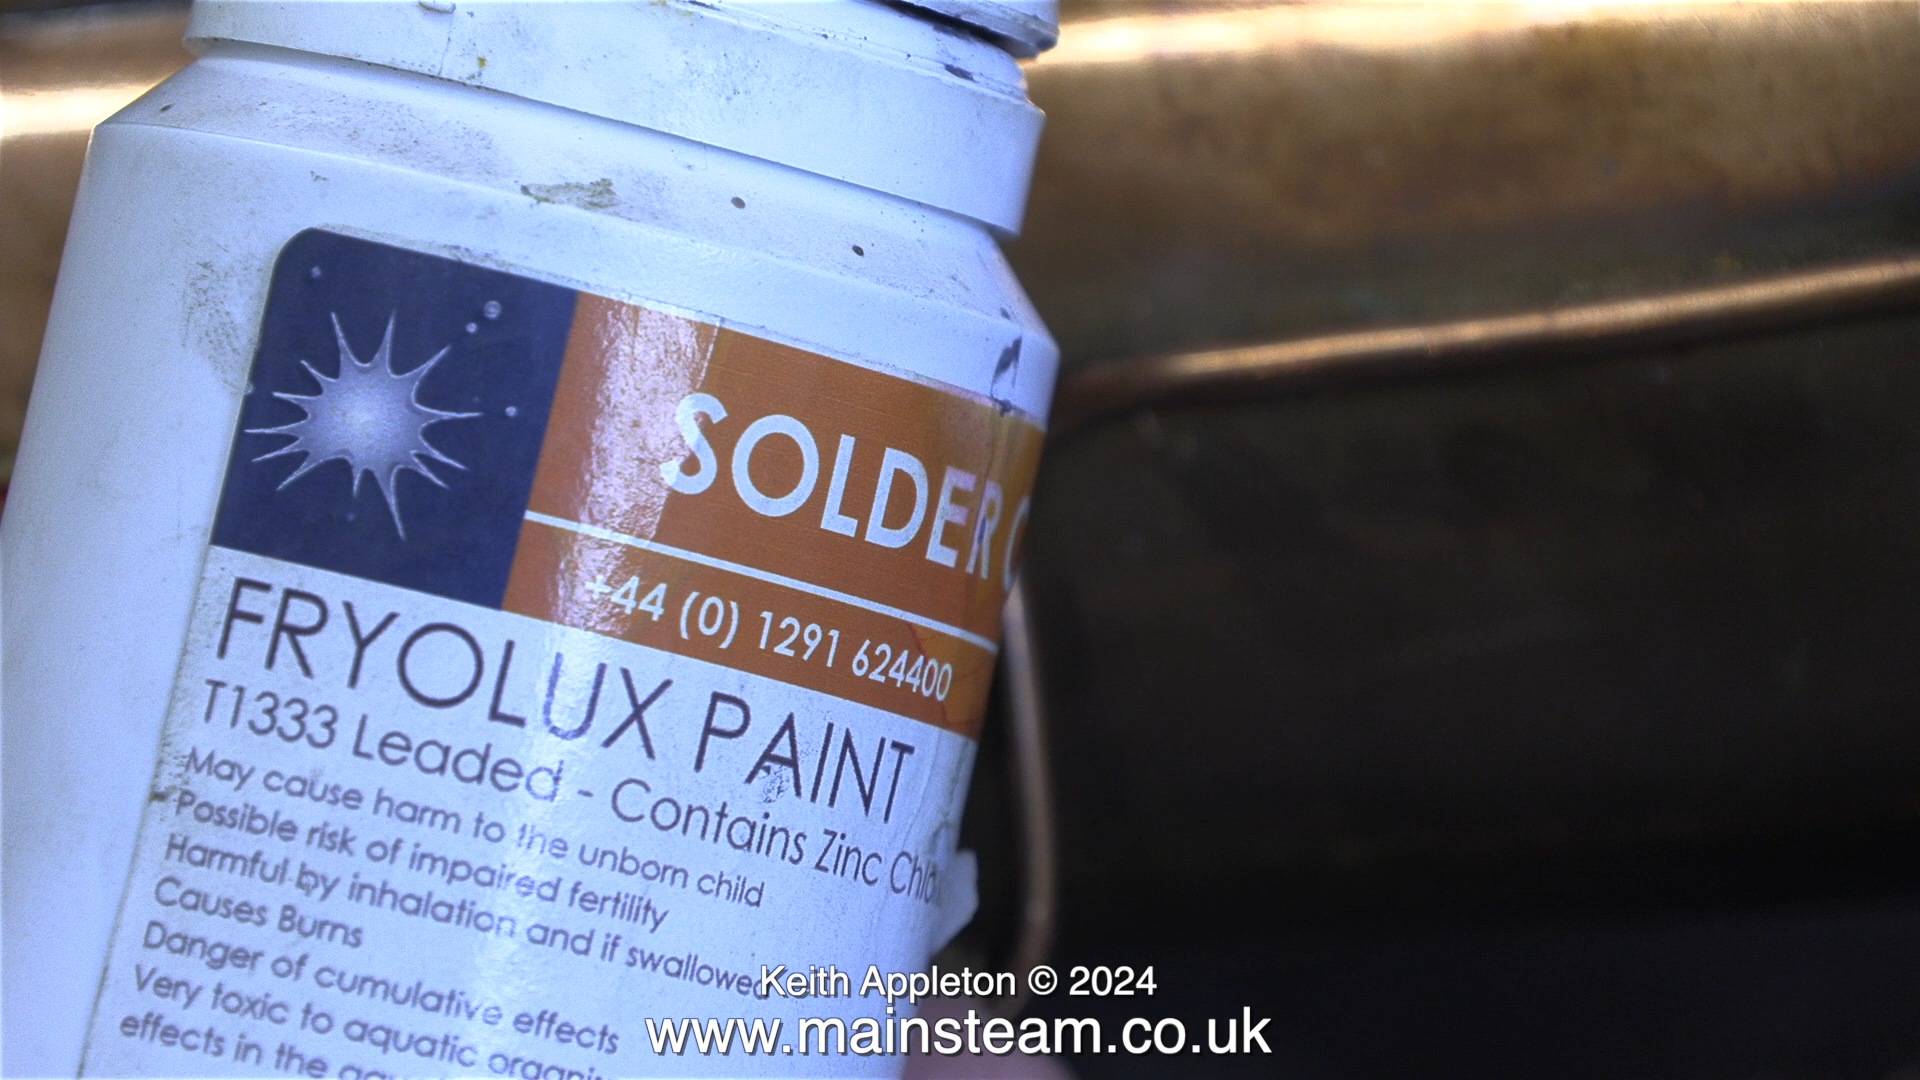 SOLDER
+44 (0) 1291 624400
FRYOLUX PAINT
T1333 Leaded - Contains Zinc
May cause harm to the unborn child
Possible risk of impaired fertility
Harmful by inhalation and if swallowed
Causes Burns
Danger of cumulative effects
Very toxic to aquatic
effects in the
Keith Appleton © 2024
www.mainsteam.co.uk